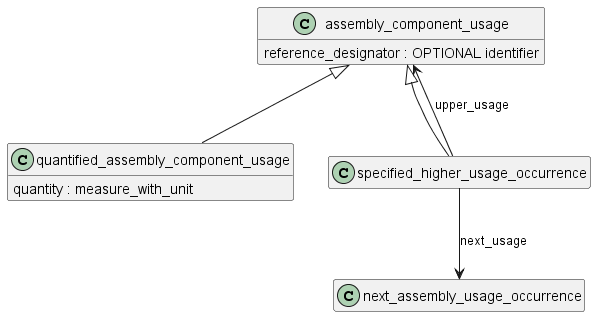 C assembly_component_usage
reference_designator : OPTIONAL identifier
upper_usage
C quantified_assembly_component_usage
quantity : measure_with_unit
C specified_higher_usage_occurrence
next_usage
C next_assembly_usage_occurrence